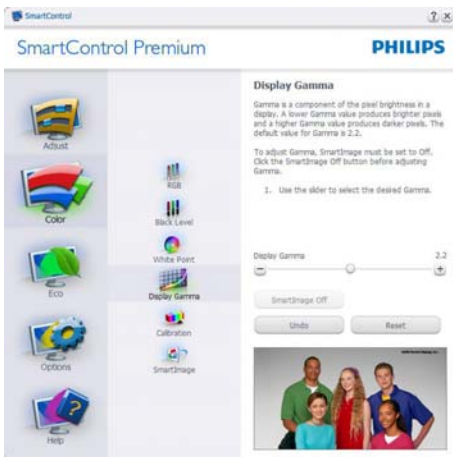 SmartControl
SmartControl Premium
PHILIPS
Adjust
Color
Eco
Options
Help
RGB
Black Level
White Point
Display Gamma
Calibration
SmartImage
Display Gamma
Gamma is a component of the pixel brightness in a
display. A lower Gamma value produces brighter pixels
and a higher Gamma value produces darker pixels. The
default value for Gamma is 2.2.
To adjust Gamma, SmartImage must be set to Off.
Click the SmartImage Off button before adjusting
Gamma.
1. Use the slider to select the desired Gamma.
Display Gamma 2.2
SmartImage Off
Undo Reset